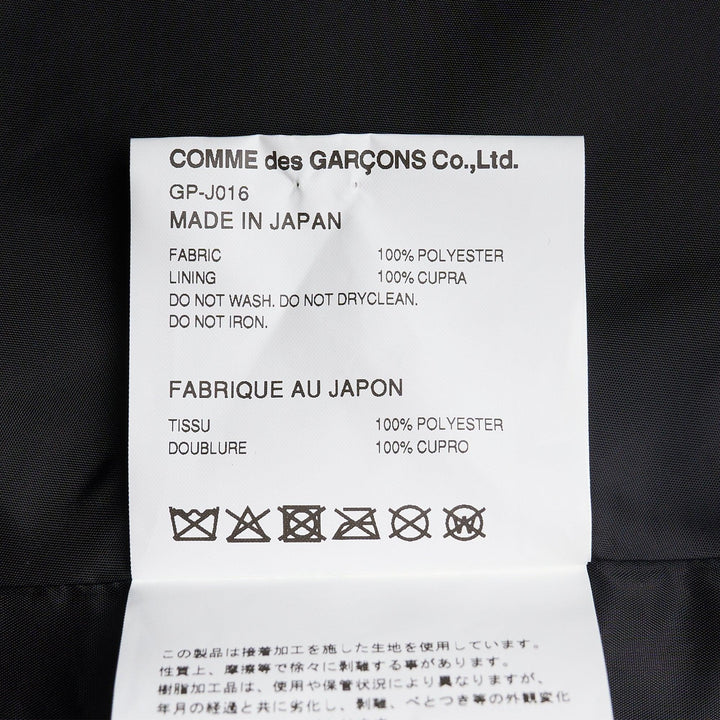 COMME des GARÇONS Co.,Ltd.
GP-J016
MADE IN JAPAN
FABRIC 100% POLYESTER
LINING 100% CUPRA
DO NOT WASH. DO NOT DRYCLEAN.
DO NOT IRON.
FABRIQUE AU JAPON
TISSU 100% POLYESTER
DOUBLURE 100% CUPRO
W
この製品は接着加工を施した生地を使用しています。
性質上、摩擦等で徐々に剥離する事があります。
樹脂加工品は、使用や保管状況により異なりますが、
年月の経過と共に劣化し、剥離、べとつき等の外観変化